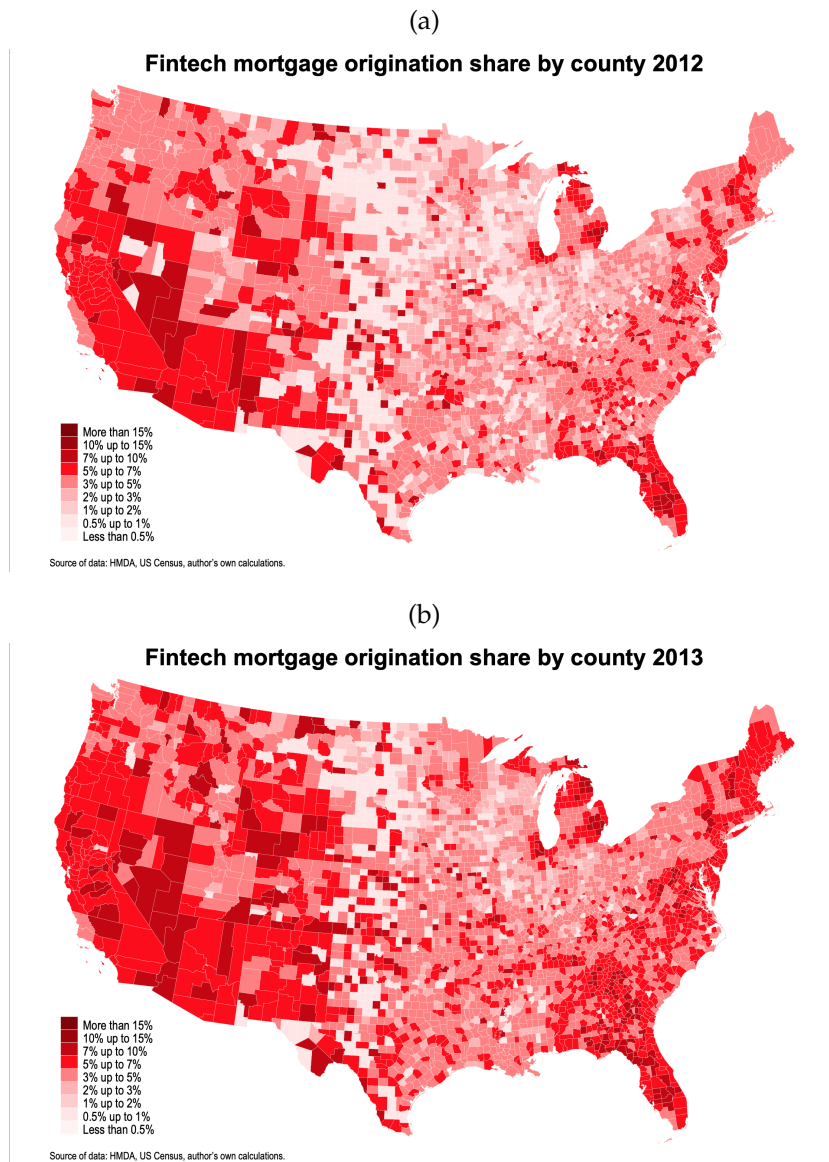 (a)
Fintech mortgage origination share by county 2012
More than 15%
10% up to 15%
7% up to 10%
5% up to 7%
3% up to 5%
2% up to 3%
1% up to 2%
0.5% up to 1%
Less than 0.5%
Source of data: HMDA, US Census, author's own calculations.
(b)
Fintech mortgage origination share by county 2013
More than 15%
10% up to 15%
7% up to 10%
5% up to 7%
3% up to 5%
2% up to 3%
1% up to 2%
0.5% up to 1%
Less than 0.5%
Source of data: HMDA, US Census, author's own calculations.